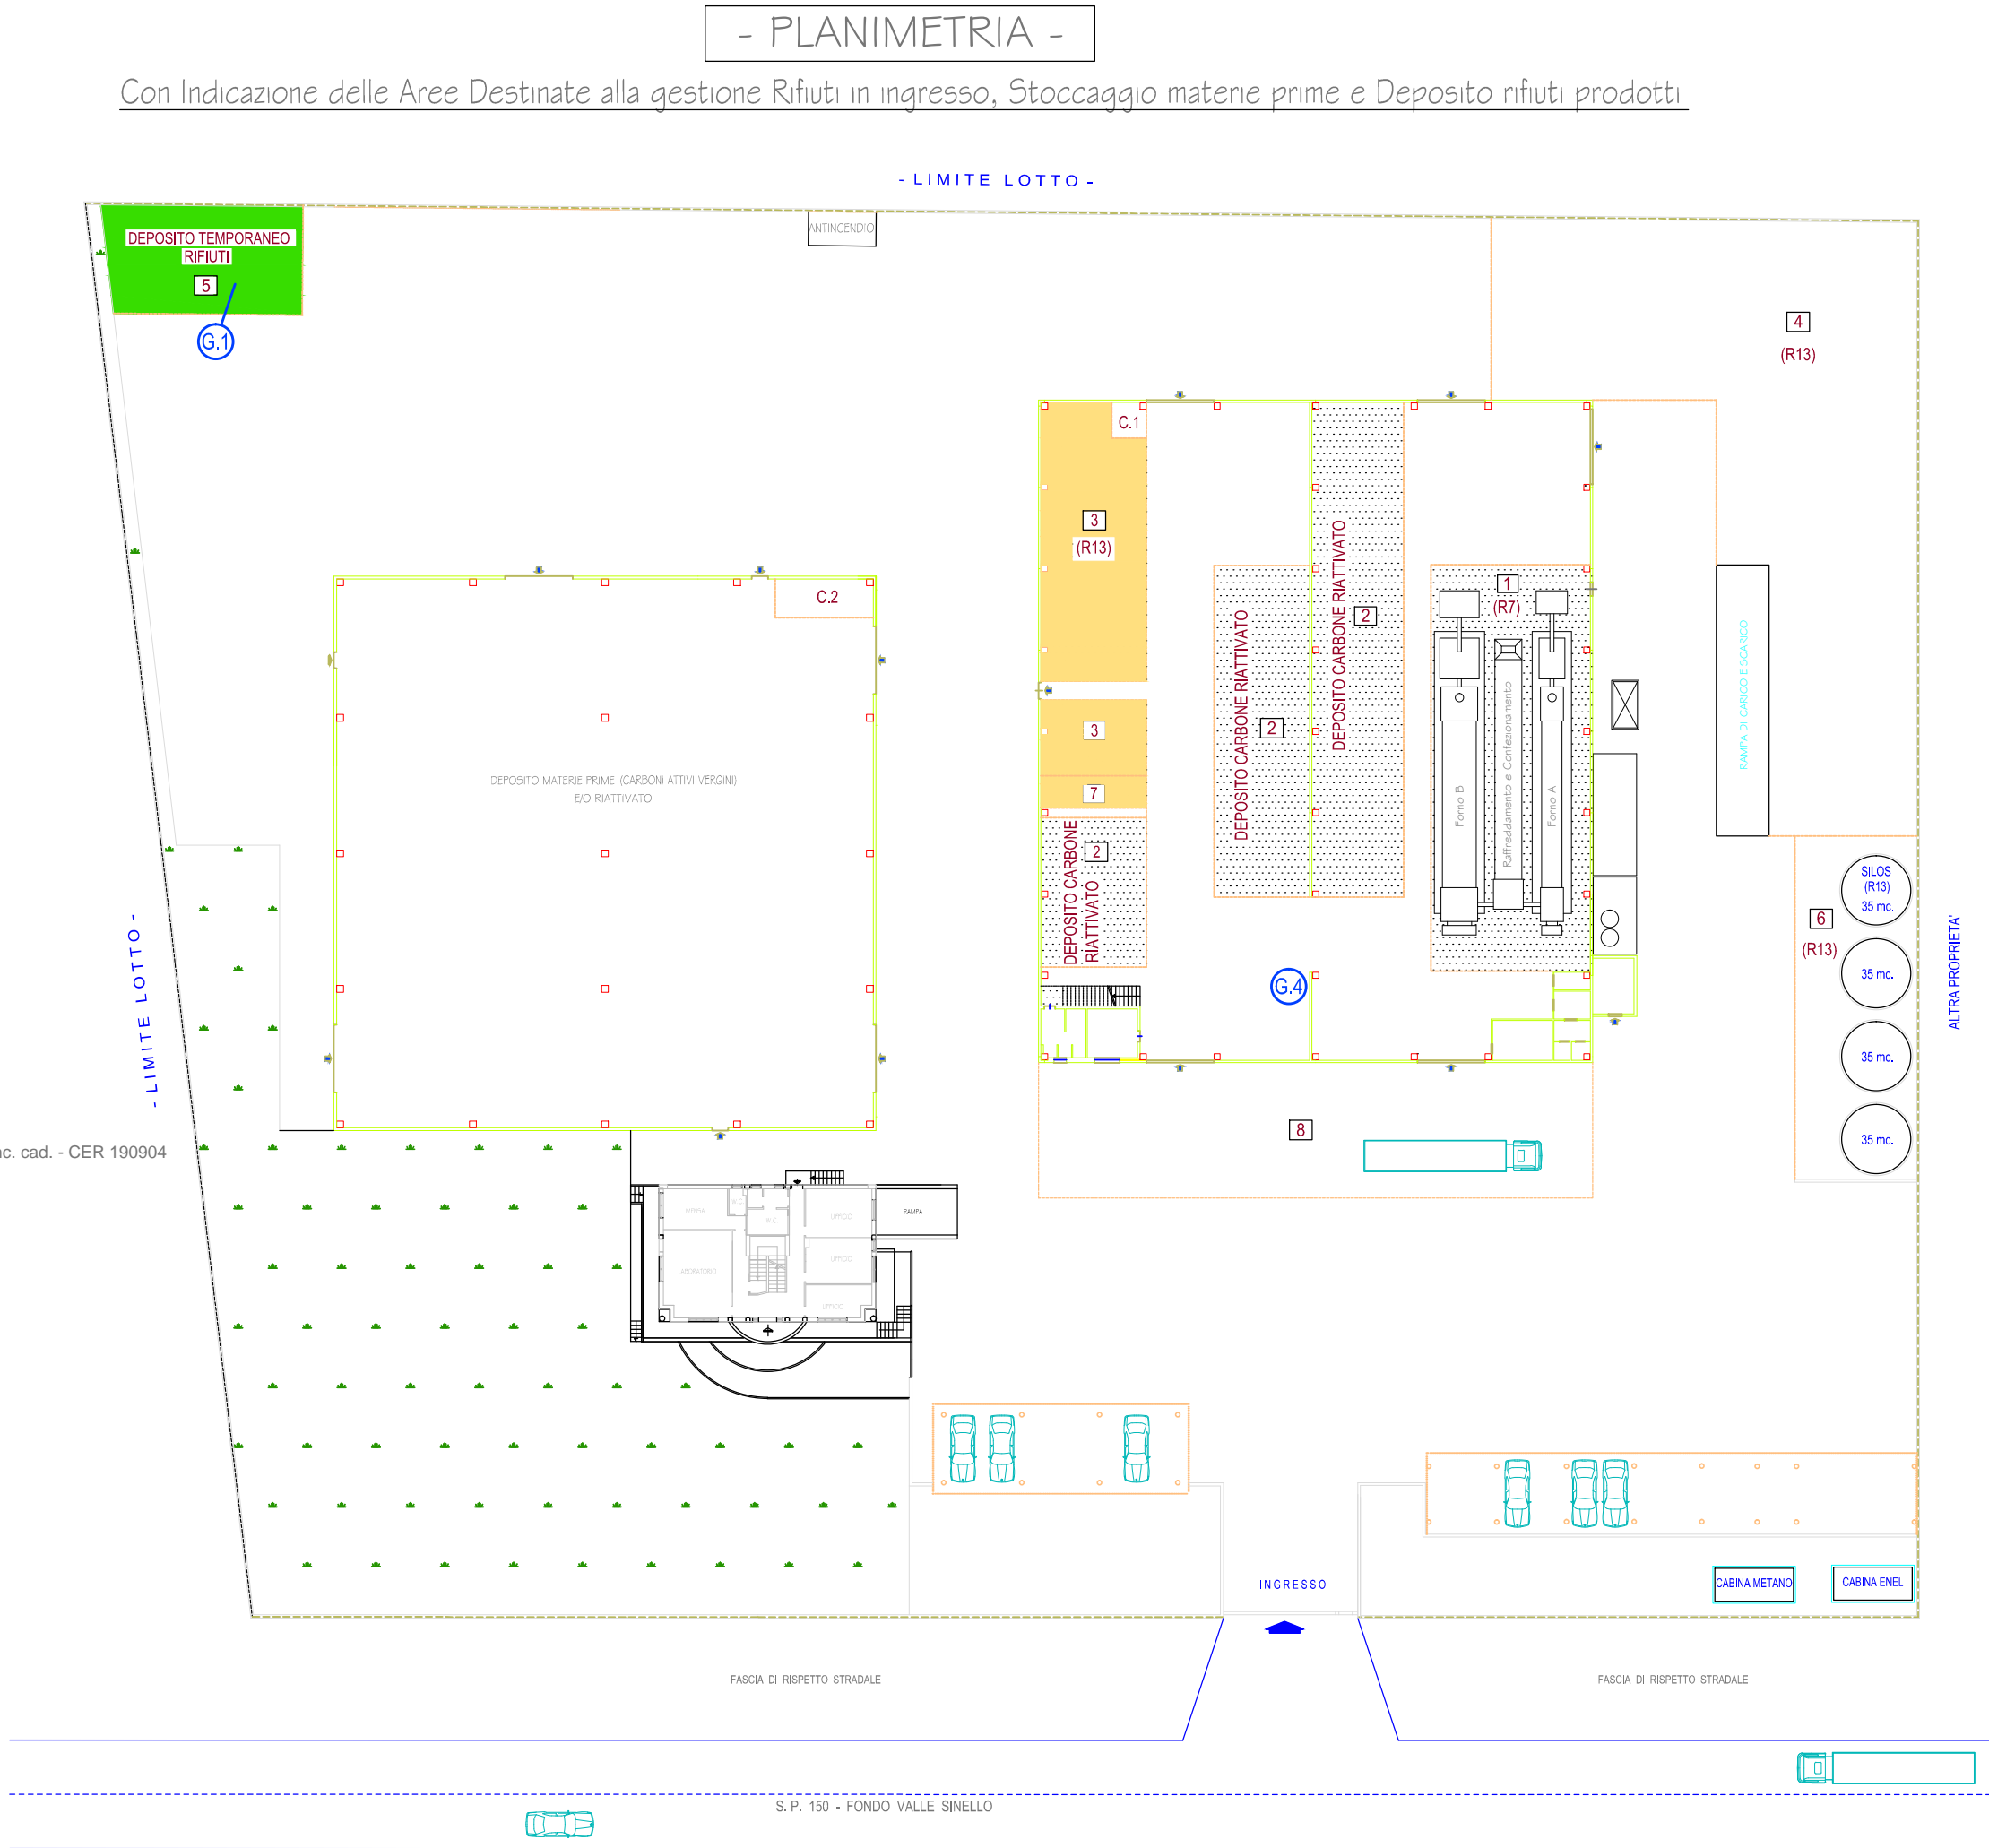 - PLANIMETRIA -
Con Indicazione delle Aree Destinate alla gestione Rifiuti in ingresso, Stoccaggio materie prime e Deposito rifiuti prodotti
- LIMITE LOTTO -
DEPOSITO TEMPORANEO
RIFIUTI
5
G.1
ANTINCENDIO
4
(R13)
C.1
3
(R13)
C.2
DEPOSITO CARBONE RIATTIVATO
2
DEPOSITO CARBONE RIATTIVATO
2
1
(R7)
Forno B
Raffreddamento e Confezionamento
Forno A
RAMPA DI CARICO E SCARICO
3
7
DEPOSITO MATERIE PRIME (CARBONI ATTIVI VERGINI)
E/O RIATTIVATO
DEPOSITO CARBONE
RIATTIVATO
2
SILOS
(R13)
35 mc.
6
(R13)
35 mc.
35 mc.
35 mc.
ALTRA PROPRIETA'
- LIMITE LOTTO -
G.4
8
c. cad. - CER 190904
MENSA
W.C.
W.C.
UFFICIO
RAMPA
LABORATORIO
UFFICIO
UFFICIO
INGRESSO
CABINA METANO
CABINA ENEL
FASCIA DI RISPETTO STRADALE
FASCIA DI RISPETTO STRADALE
S. P. 150 - FONDO VALLE SINELLO